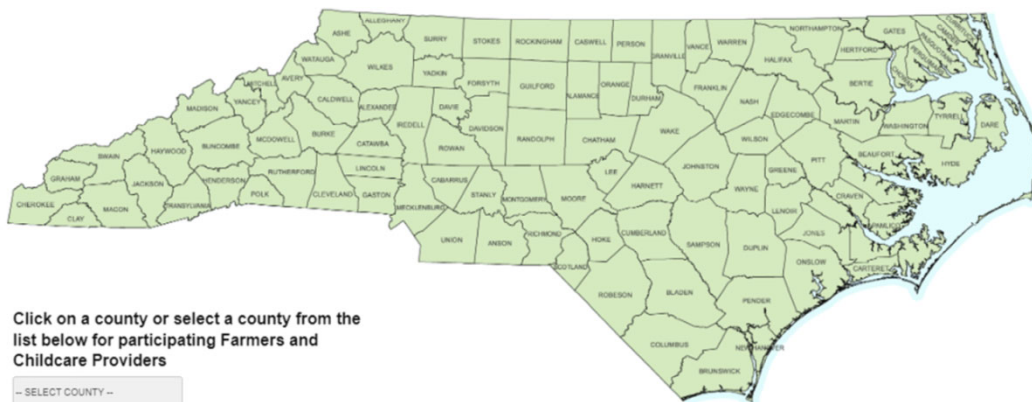 ALLEGHANY
NORTHAMPTON
ASHE
SURRY
STOKES
ROCKINGHAM
CASWELL
PERSON
GRANVILLE
VANCE
WARREN
GATES
CURRITUCK
CAMDEN
PASQUOTANK
PERQUIMANS
CHOWAN
HERTFORD
WATAUGA
WILKES
YADKIN
FORSYTH
GUILFORD
ALAMANCE
ORANGE
DURHAM
FRANKLIN
HALIFAX
BERTIE
MITCHELL
AVERY
CALDWELL
ALEXANDER
DAVIE
IREDELL
NASH
EDGECOMBE
MARTIN
WASHINGTON
TYRRELL
DARE
MADISON
YANCEY
MCDOWELL
BURKE
CATAWBA
ROWAN
DAVIDSON
RANDOLPH
CHATHAM
WAKE
WILSON
PITT
BEAUFORT
HYDE
SWAIN
HAYWOOD
BUNCOMBE
RUTHERFORD
LINCOLN
LEE
JOHNSTON
GREENE
GRAHAM
JACKSON
HENDERSON
POLK
CLEVELAND
GASTON
CABARRUS
STANLY
MONTGOMERY
MOORE
HARNETT
WAYNE
LENOIR
CRAVEN
PAMLICO
CHEROKEE
CLAY
MACON
TRANSYLVANIA
MECKLENBURG
UNION
ANSON
RICHMOND
SCOTLAND
HOKE
CUMBERLAND
SAMPSON
DUPLIN
JONES
ONSLOW
CARTERET
ROBESON
BLADEN
PENDER
COLUMBUS
NEW HANOVER
BRUNSWICK
Click on a county or select a county from the
list below for participating Farmers and
Childcare Providers
-- SELECT COUNTY --